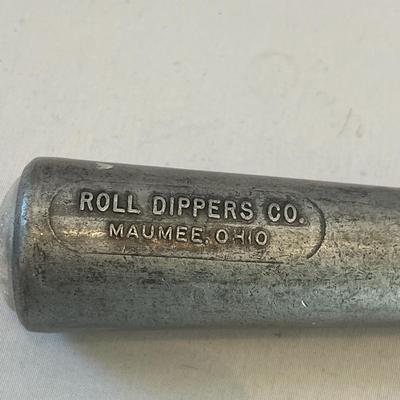 ROLL DIPPERS CO.
MAUMEE, OHIO